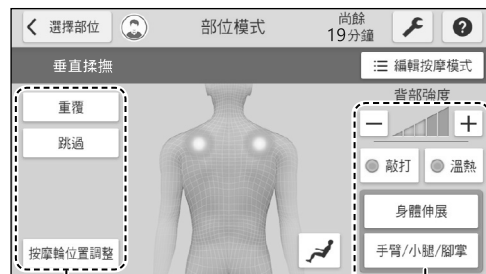 選擇部位
部位模式
尚餘
19分鐘
?
垂直揉撫
編輯按摩模式
背部強度
重覆
跳過
− +
敲打 溫熱
身體伸展
按摩輪位置調整
手臂/小腿/腳掌